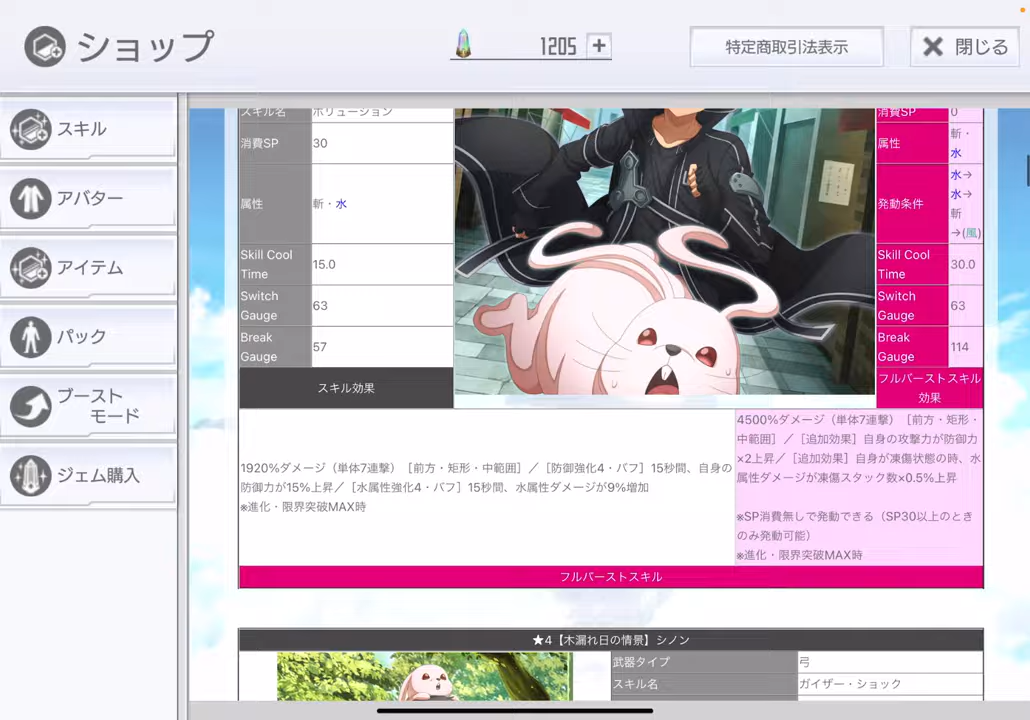 ショップ
1205
特定商取引法表示
閉じる
スキル
アバター
アイテム
パック
ブースト
モード
ジェム購入
スキル名
ボリューション
消費SP
30
属性
斬・水
Skill Cool
Time
15.0
Switch
Gauge
63
Break
Gauge
57
スキル効果
消費SP
0
属性
斬・
水
発動条件
水→
水→
斬
→(風)
Skill Cool
Time
30.0
Switch
Gauge
63
Break
Gauge
114
フルバーストスキル
効果
1920%ダメージ（単体7連撃）［前方・矩形・中範囲］／［防御強化4・バフ］15秒間、自身の
防御力が15%上昇／［水属性強化4・バフ］15秒間、水属性ダメージが9%増加
※進化・限界突破MAX時
4500%ダメージ（単体7連撃）［前方・矩形・
中範囲］／［追加効果］自身の攻撃力が防御力
×2上昇／［追加効果］自身が凍傷状態の時、水
属性ダメージが凍傷スタック数×0.5%上昇
※SP消費無しで発動できる（SP30以上のとき
のみ発動可能）
※進化・限界突破MAX時
フルバーストスキル
★4【木漏れ日の情景】シノン
武器タイプ
弓
スキル名
ガイザー・ショック